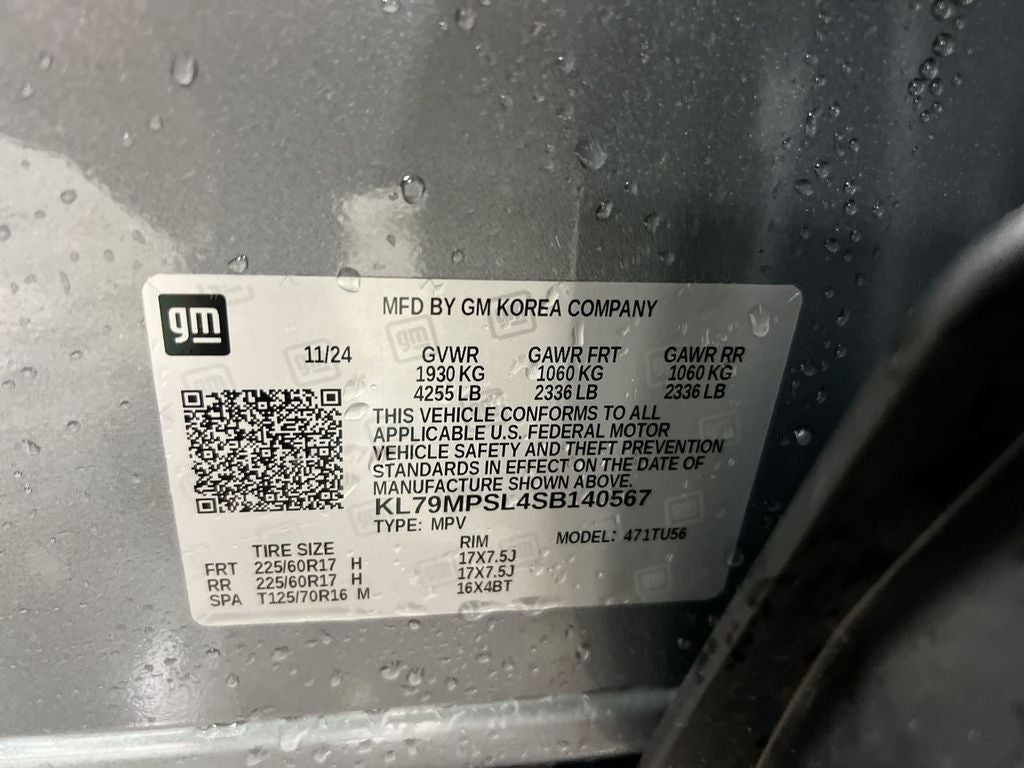 gm
MFD BY GM KOREA COMPANY
11/24 GVWR GAWR FRT GAWR RR
1930 KG 1060 KG 1060 KG
4255 LB 2336 LB 2336 LB
THIS VEHICLE CONFORMS TO ALL
APPLICABLE U.S. FEDERAL MOTOR
VEHICLE SAFETY AND THEFT PREVENTION
STANDARDS IN EFFECT ON THE DATE OF
MANUFACTURE SHOWN ABOVE.
KL79MPSL4SB140567
TYPE: MPV
MODEL: 471TU56
TIRE SIZE RIM
FRT 225/60R17 H 17X7.5J
RR 225/60R17 H 17X7.5J
SPA T125/70R16 M 16X4BT